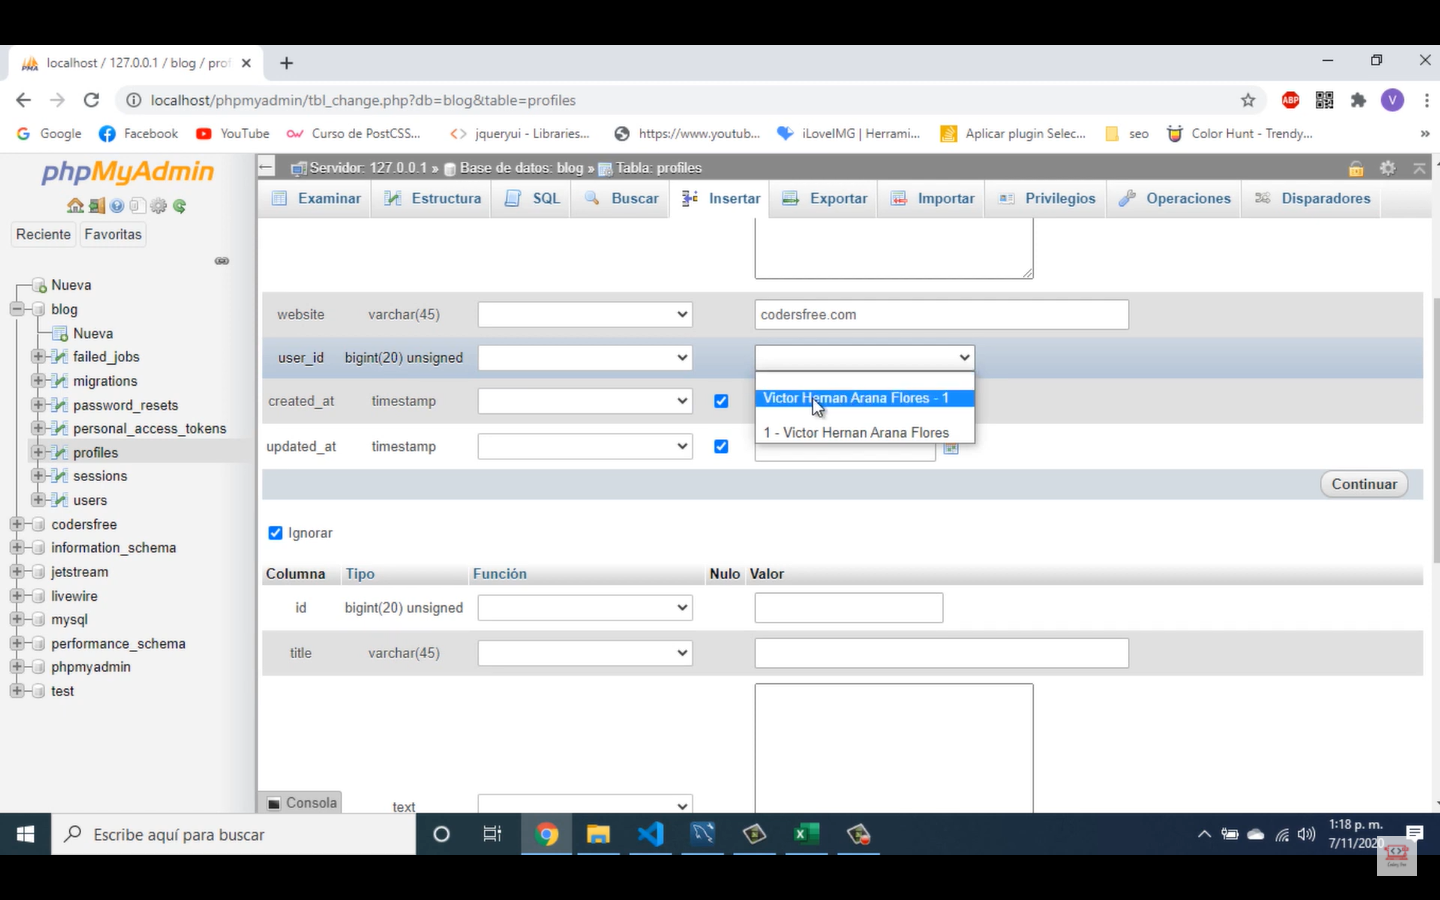 localhost / 127.0.0.1 / blog / prof
localhost/phpmyadmin/tbl_change.php?db=blog&table=profiles
ABP
V
Google
Facebook
YouTube
Curso de PostCSS...
jqueryui - Libraries...
https://www.youtub...
iLoveIMG | Herrami...
Aplicar plugin Selec...
seo
Color Hunt - Trendy...
»
phpMyAdmin
Servidor: 127.0.0.1 » Base de datos: blog » Tabla: profiles
Examinar
Estructura
SQL
Buscar
Insertar
Exportar
Importar
Privilegios
Operaciones
Disparadores
Reciente
Favoritas
Nueva
blog
Nueva
failed_jobs
migrations
password_resets
personal_access_tokens
profiles
sessions
users
codersfree
information_schema
jetstream
livewire
mysql
performance_schema
phpmyadmin
test
website varchar(45) codersfree.com
user_id bigint(20) unsigned
created_at timestamp
Victor Hernan Arana Flores - 1
1 - Victor Hernan Arana Flores
updated_at timestamp
Continuar
Ignorar
Columna Tipo Función Nulo Valor
id bigint(20) unsigned
title varchar(45)
text
Consola
Escribe aquí para buscar
1:18 p. m.
7/11/2020